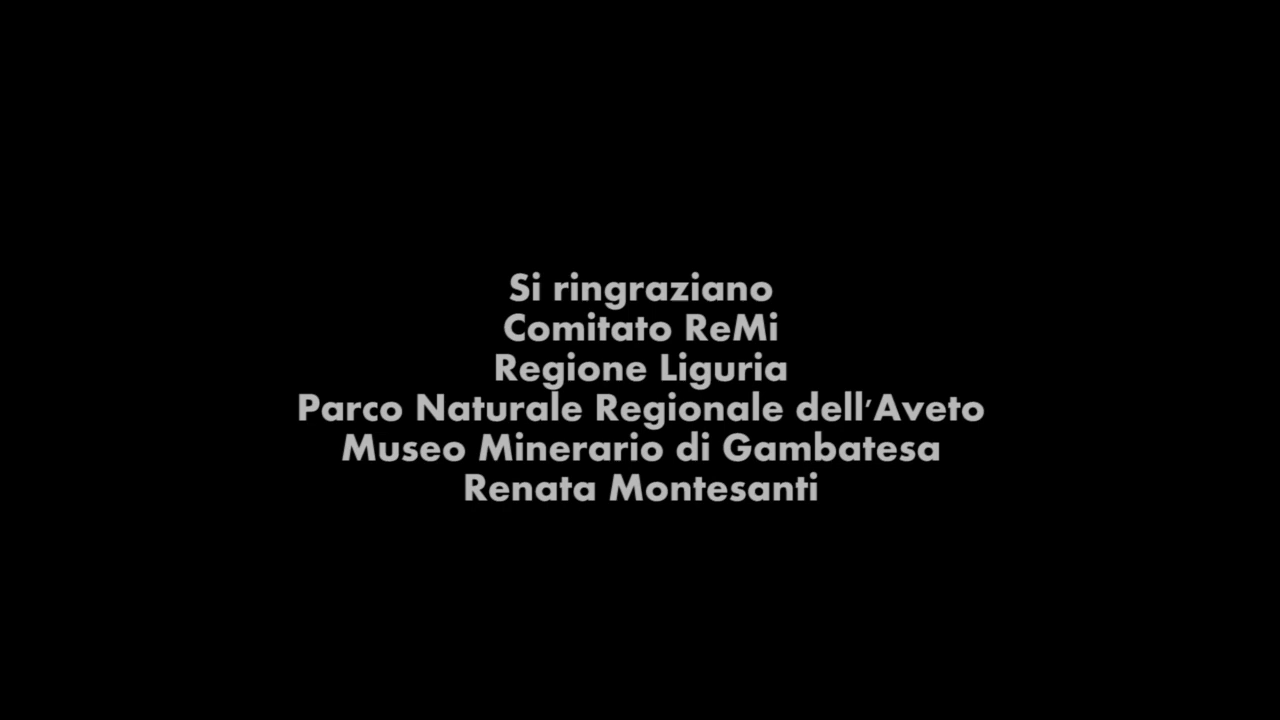 Si ringraziano
Comitato ReMi
Regione Liguria
Parco Naturale Regionale dell'Aveto
Museo Minerario di Gambatesa
Renata Montesanti